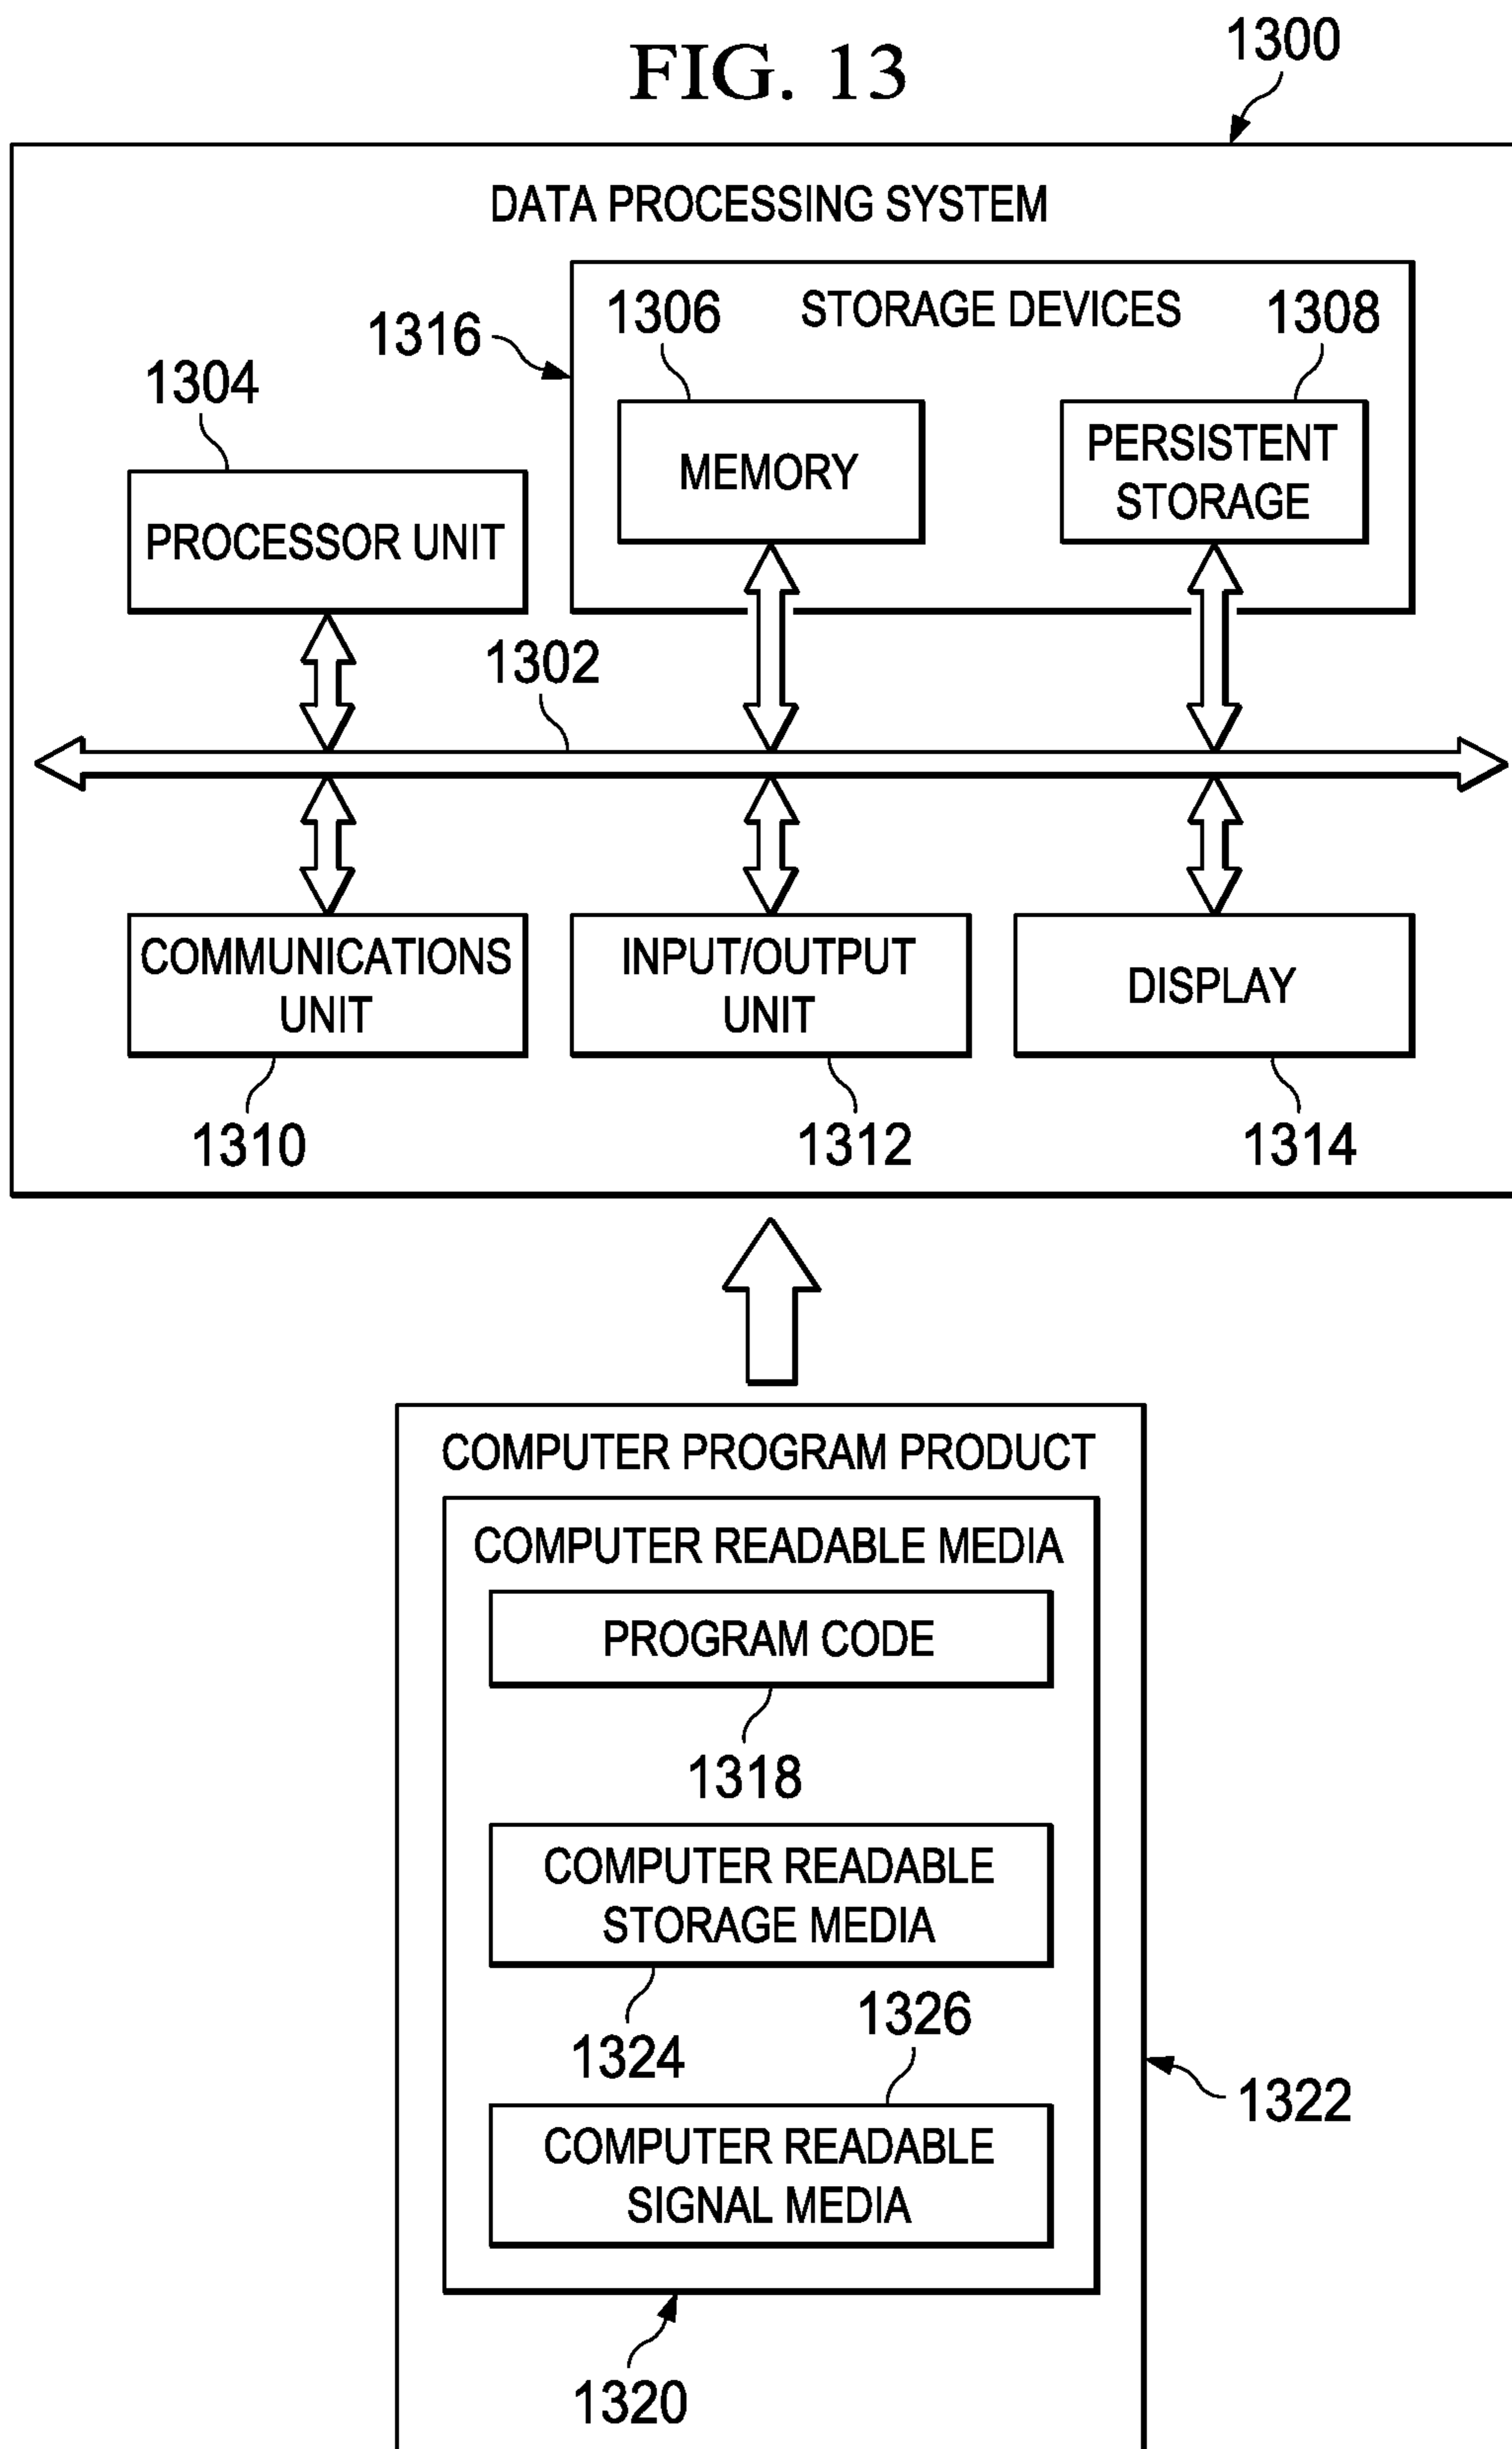 FIG. 13
1300
DATA PROCESSING SYSTEM
1316
1306
STORAGE DEVICES
1308
1304
MEMORY
PERSISTENT
STORAGE
PROCESSOR UNIT
1302
COMMUNICATIONS
UNIT
INPUT/OUTPUT
UNIT
DISPLAY
1310
1312
1314
COMPUTER PROGRAM PRODUCT
COMPUTER READABLE MEDIA
PROGRAM CODE
1318
COMPUTER READABLE
STORAGE MEDIA
1324
1326
1322
COMPUTER READABLE
SIGNAL MEDIA
1320